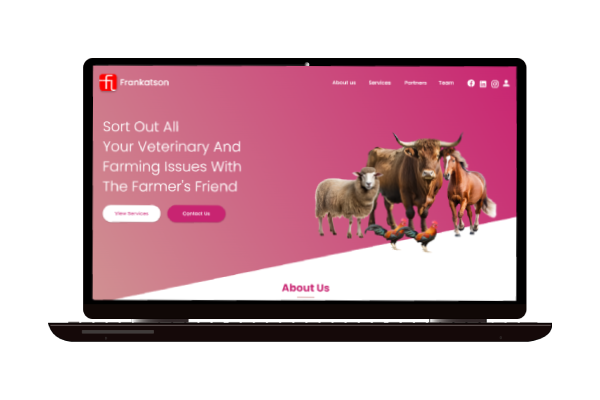 Frankatson
About us
Services
Partners
Team
Sort Out All
Your Veterinary And
Farming Issues With
The Farmer's Friend
View Services
Contact Us
About Us